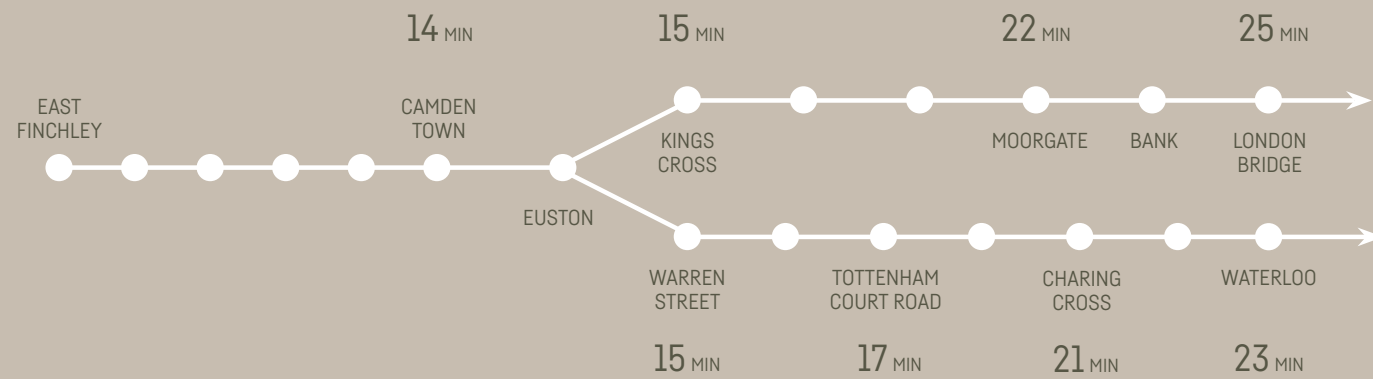 14 MIN
15 MIN
22 MIN
25 MIN
EAST
FINCHLEY
CAMDEN
TOWN
KINGS
CROSS
MOORGATE
BANK
LONDON
BRIDGE
EUSTON
WARREN
STREET
TOTTENHAM
COURT ROAD
CHARING
CROSS
WATERLOO
15 MIN
17 MIN
21 MIN
23 MIN